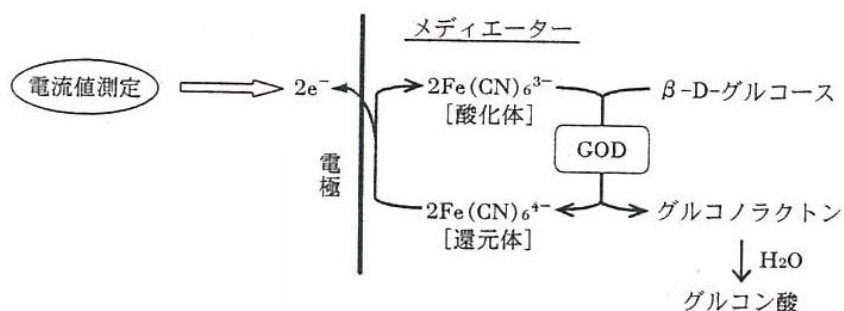 メディエーター
電流値測定
2e⁻
2Fe(CN)₆³⁻
[酸化体]
β-D-グルコース
GOD
電極
2Fe(CN)₆⁴⁻
[還元体]
グルコノラクトン
H₂O
グルコン酸